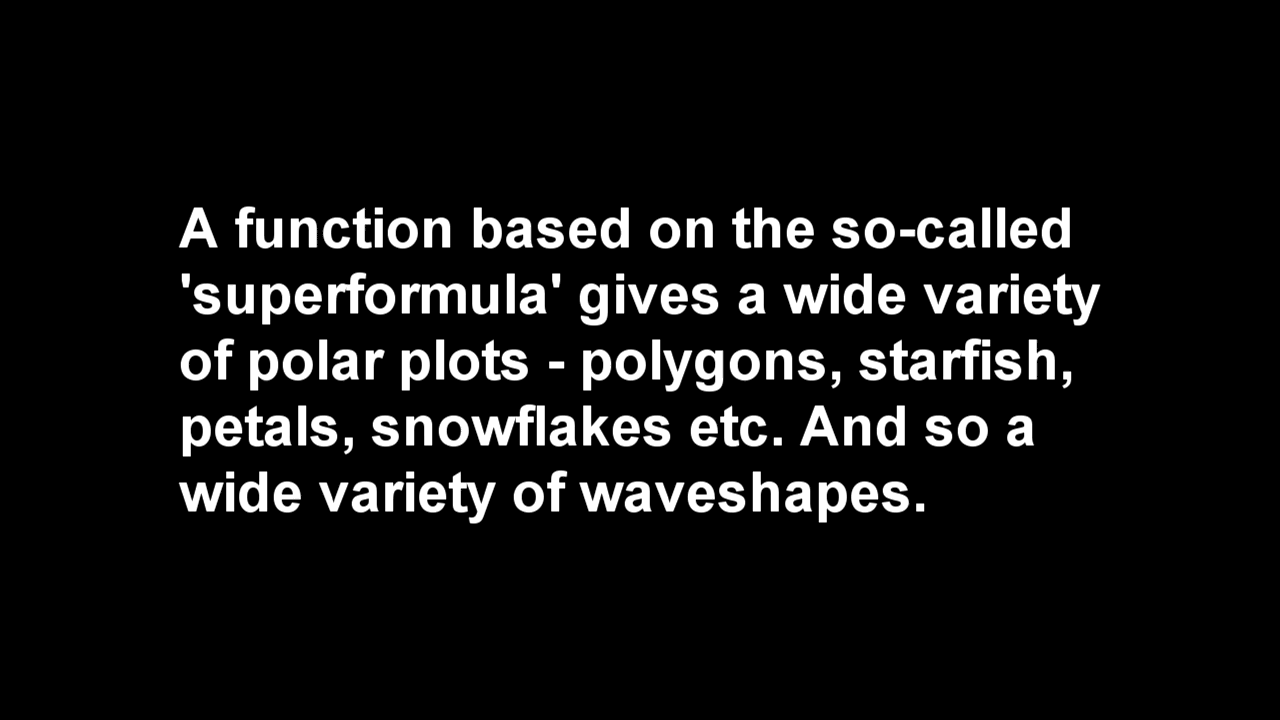 A function based on the so-called
'superformula' gives a wide variety
of polar plots - polygons, starfish,
petals, snowflakes etc. And so a
wide variety of waveshapes.